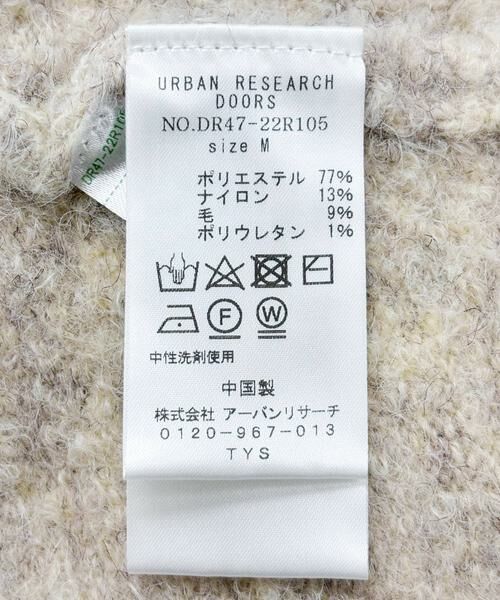 URBAN RESEARCH
DOORS
NO.DR47-22R105
size M
ポリエステル 77%
ナイロン 13%
毛 9%
ポリウレタン 1%
F
W
中性洗剤使用
中国製
株式会社 アーバンリサーチ
0120-967-013
TYS
DR47-22R105